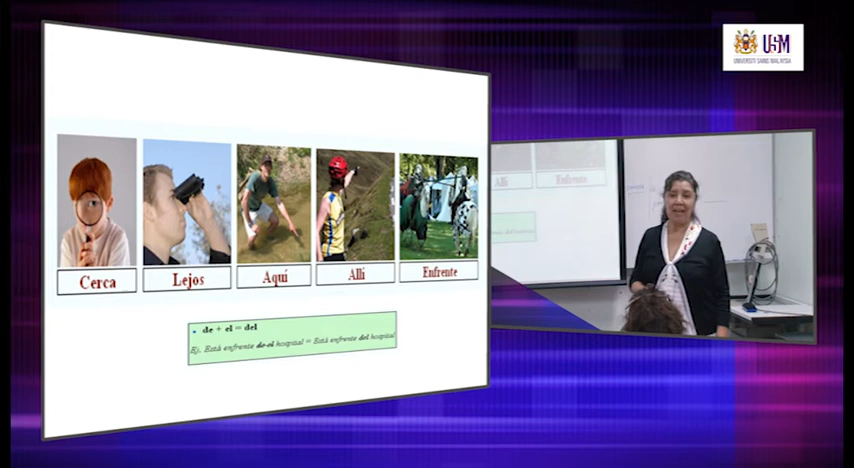 USM
UNIVERSITI SAINS MALAYSIA
Cerca
Lejos
Aquí
Allí
Enfrente
• de + el = del
Ej. Está enfrente de el hospital = Está enfrente del hospital
Allí
Enfrente